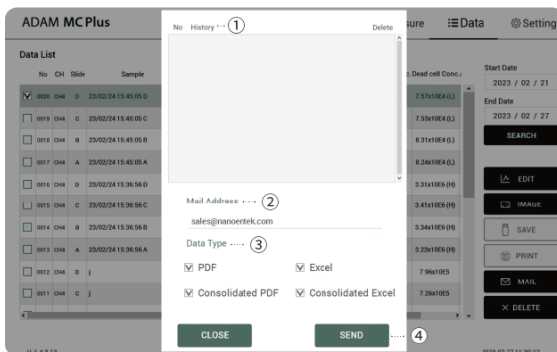 ADAM MC Plus
sure
Data
Setting
Data List
No CH Slide Sample
c. Dead cell Conc.
0020 CH4 D 23/02/24 15:45:05 D 7.57x10E4 (L)
0019 CH4 C 23/02/24 15:45:05 C 7.53x10E4 (L)
0018 CH4 B 23/02/24 15:45:05 B 8.31x10E4 (L)
0017 CH4 A 23/02/24 15:45:05 A 8.24x10E4 (L)
0016 CH4 D 23/02/24 15:36:56 D 3.31x10E6 (H)
0015 CH4 C 23/02/24 15:36:56 C 3.41x10E6 (H)
0014 CH4 B 23/02/24 15:36:56 B 3.34x10E6 (H)
0013 CH4 A 23/02/24 15:36:56 A 3.23x10E6 (H)
0012 CH4 D j 7.96x10E5
0011 CH4 C j 7.26x10E5
No History ① Delete
Mail Address ②
sales@nanoentek.com
Data Type ③
PDF Excel
Consolidated PDF Consolidated Excel
CLOSE SEND ④
Start Date
2023 / 02 / 21
End Date
2023 / 02 / 27
SEARCH
EDIT
IMAGE
SAVE
PRINT
MAIL
DELETE